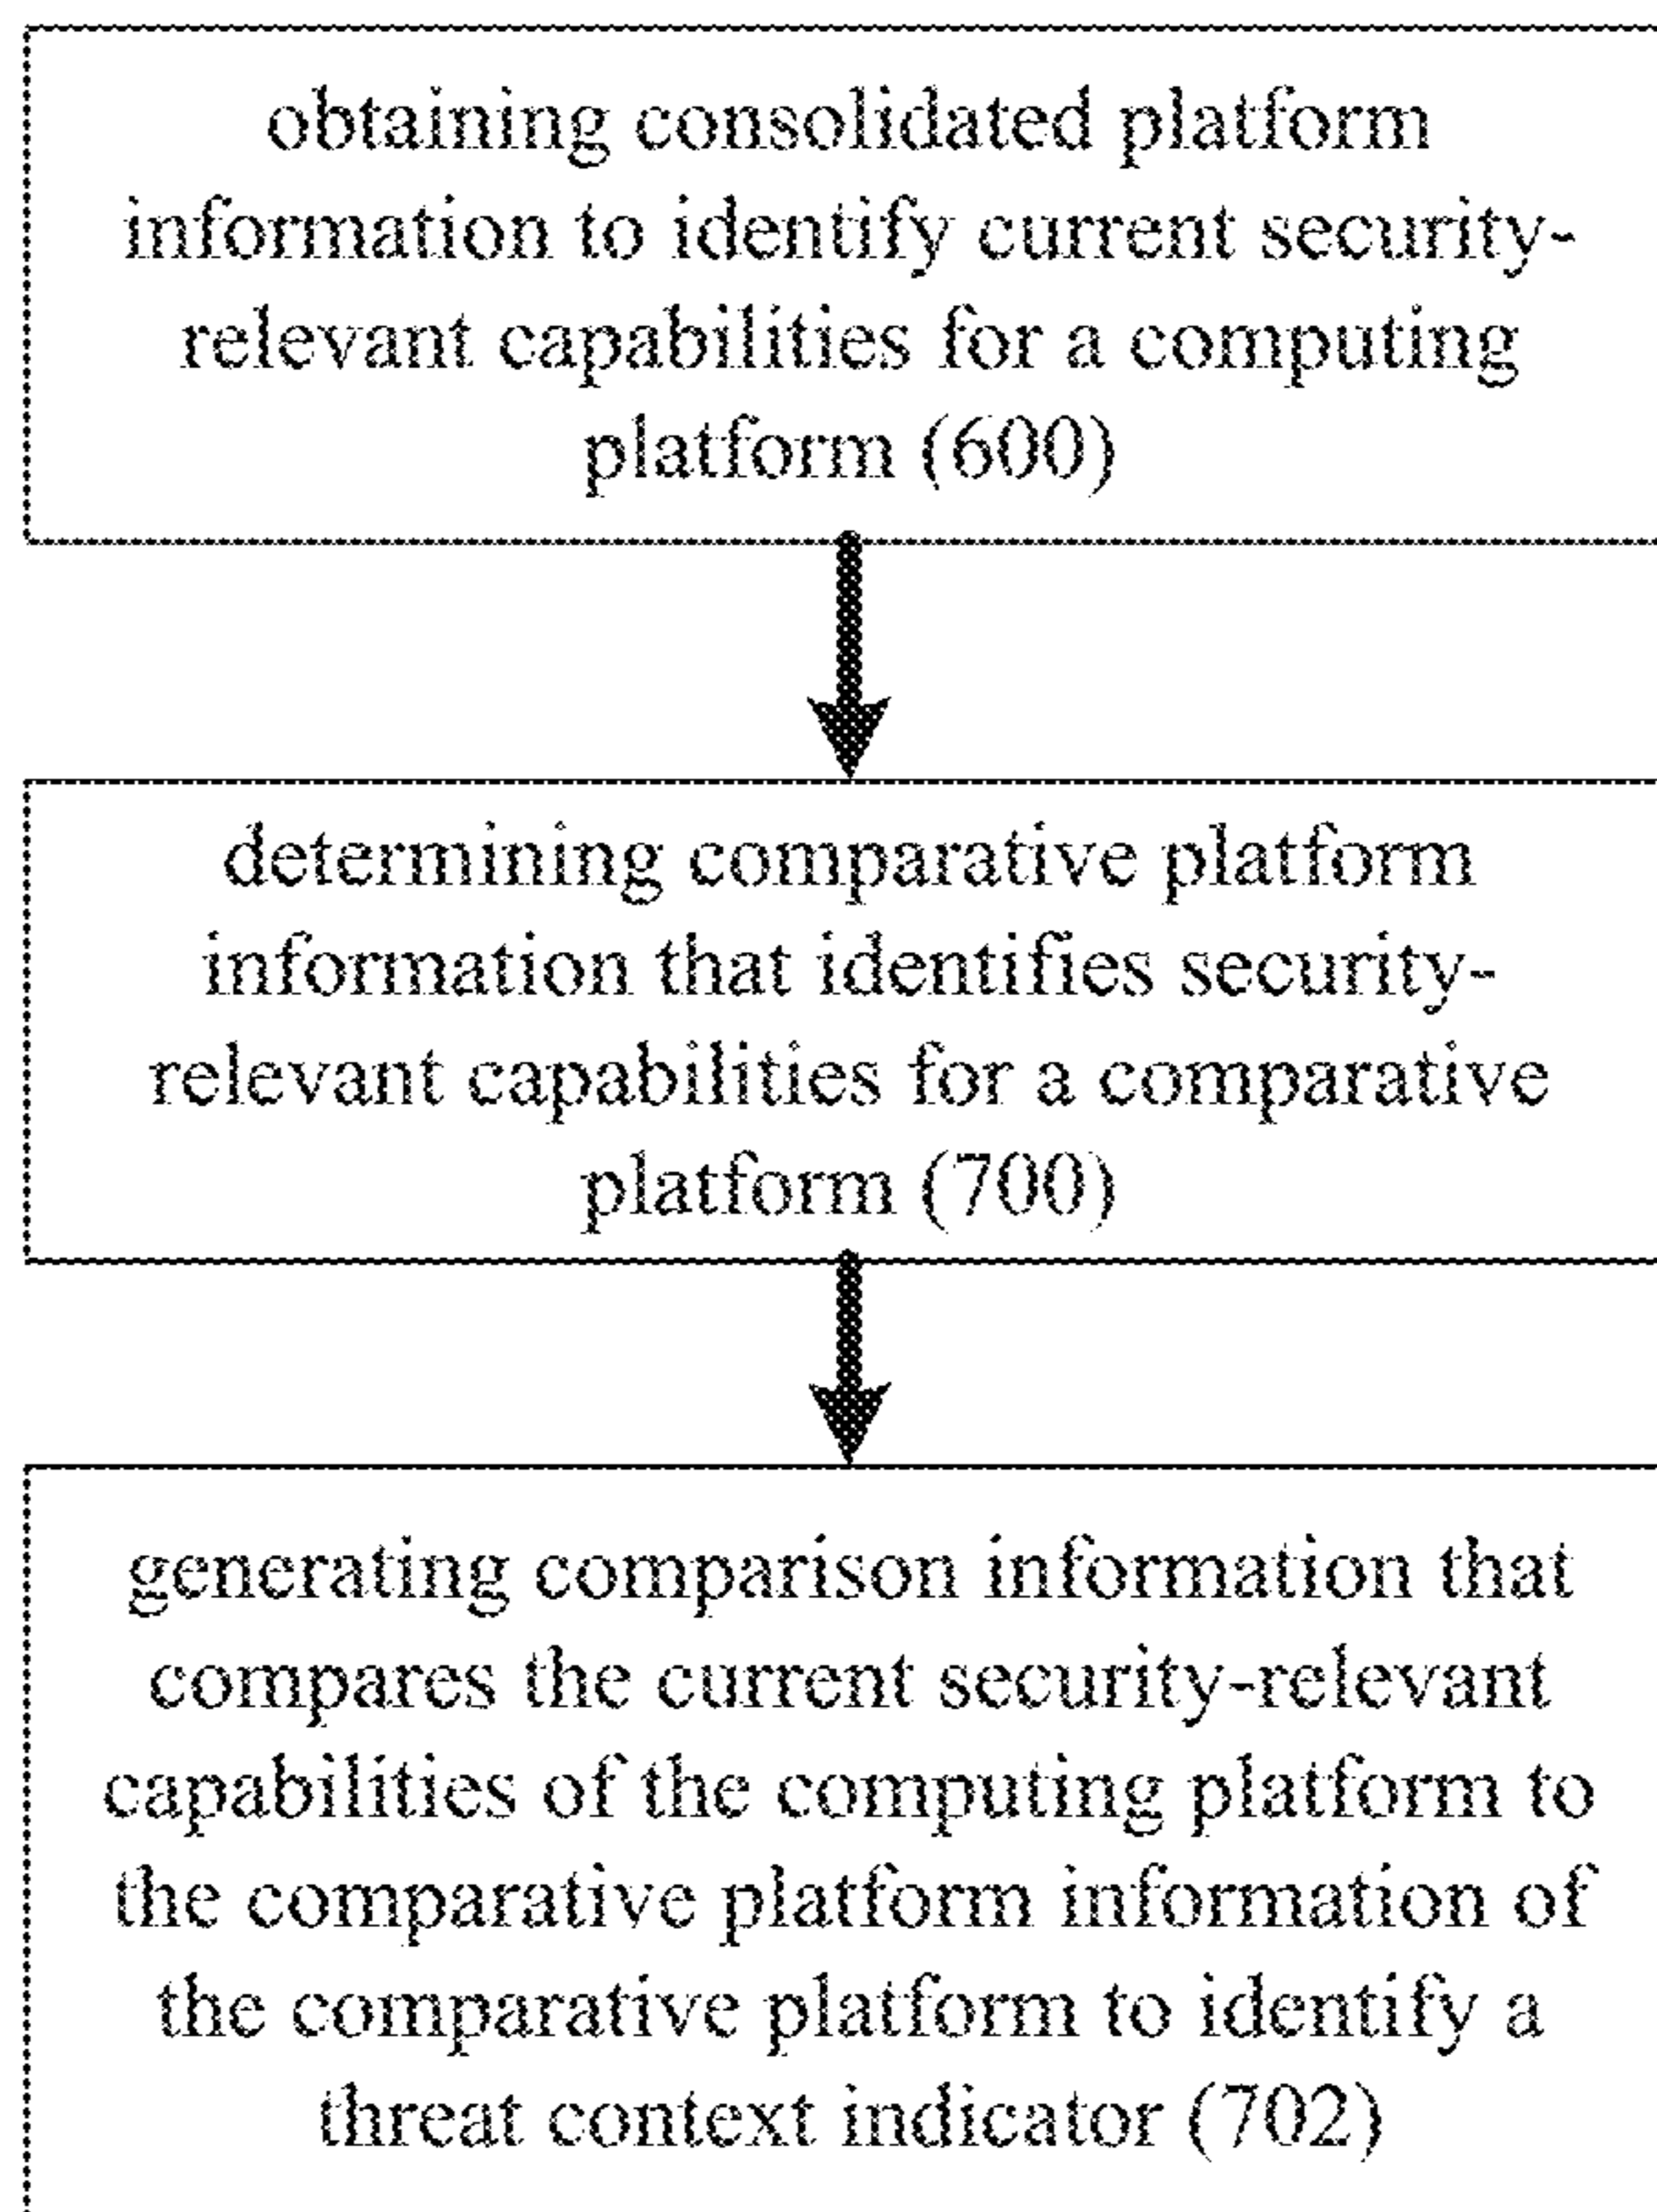 obtaining consolidated platform
information to identify current security-
relevant capabilities for a computing
platform (600)
determining comparative platform
information that identifies security-
relevant capabilities for a comparative
platform (700)
generating comparison information that
compares the current security-relevant
capabilities of the computing platform to
the comparative platform information of
the comparative platform to identify a
threat context indicator (702)